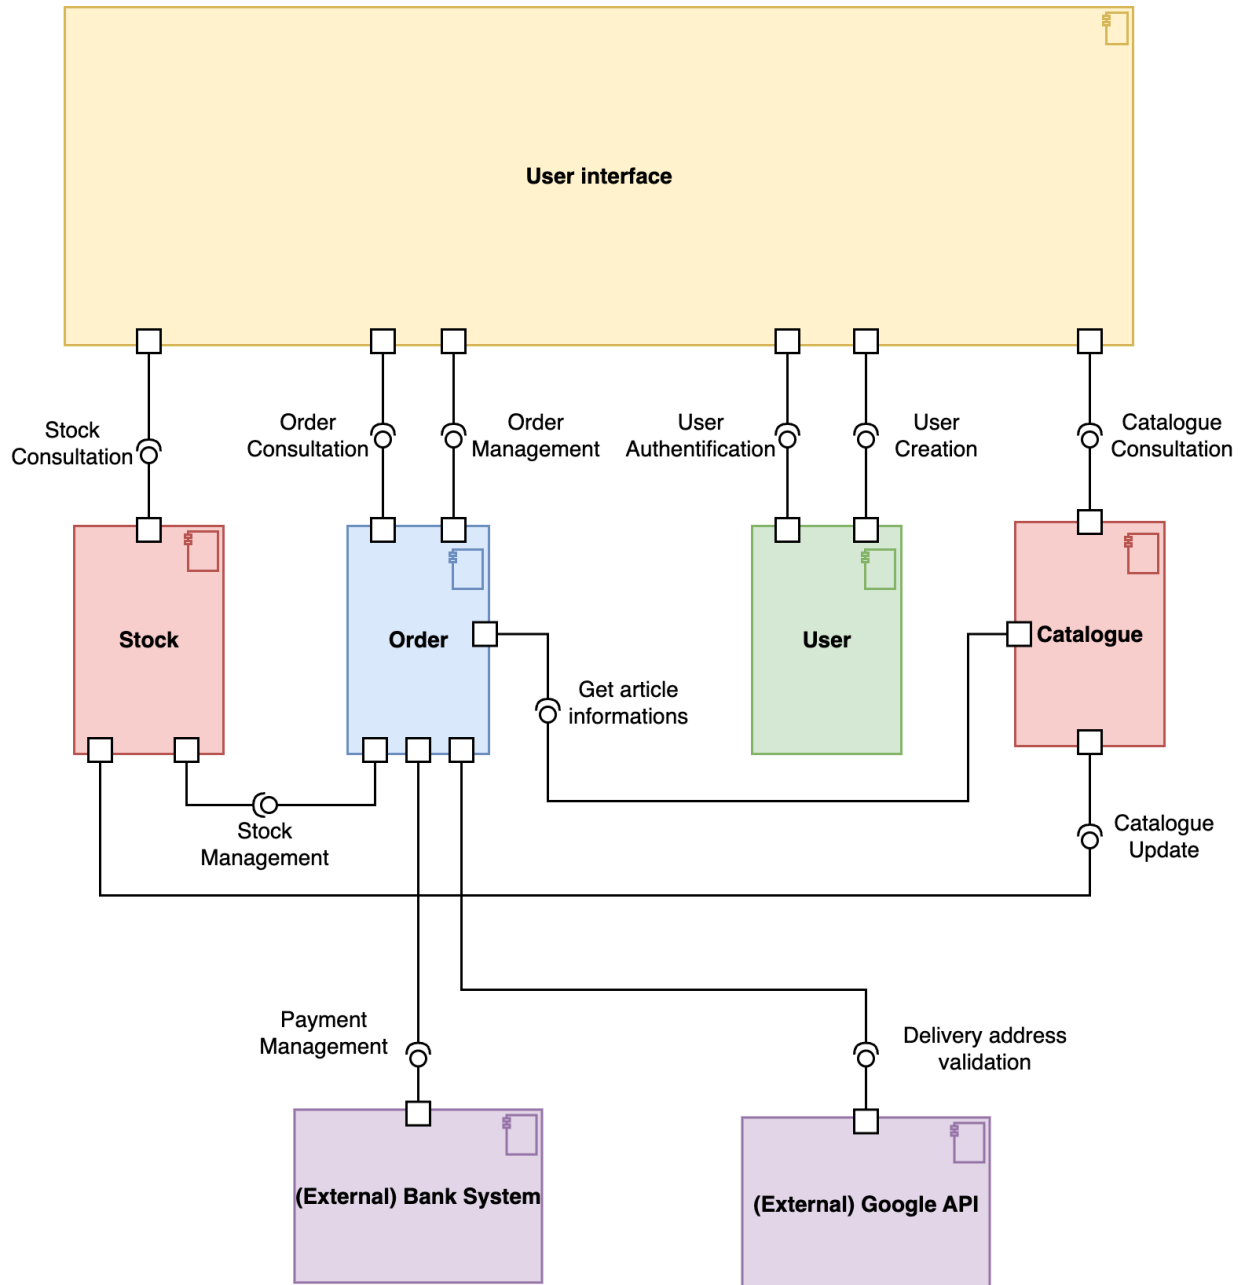 User interface
Stock
Consultation
Order
Consultation
Order
Management
User
Authentification
User
Creation
Catalogue
Consultation
Stock
Order
User
Catalogue
Get article
informations
Stock
Management
Catalogue
Update
Payment
Management
Delivery address
validation
(External) Bank System
(External) Google API